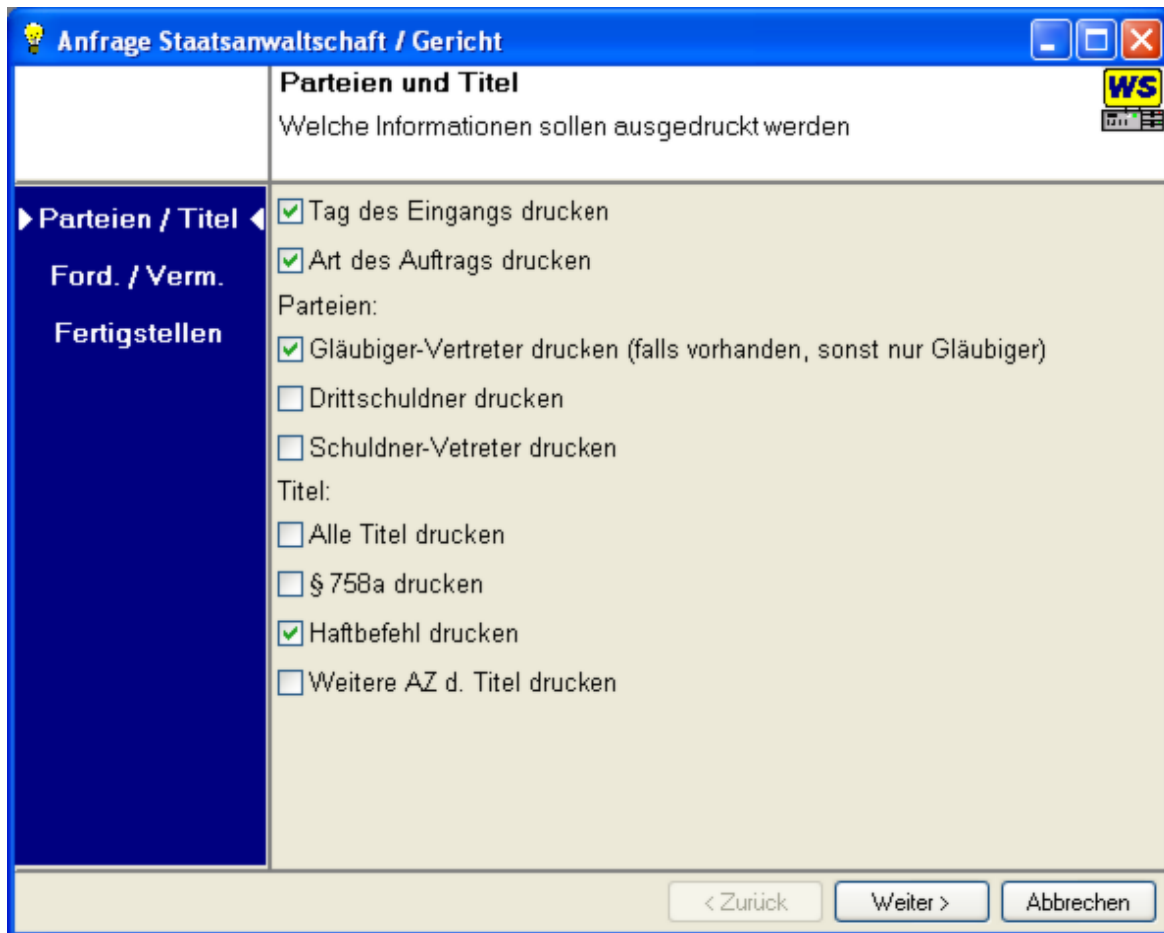 Anfrage Staatsanwaltschaft / Gericht
Parteien und Titel
WS
Welche Informationen sollen ausgedruckt werden
Parteien / Titel
Ford. / Verm.
Fertigstellen
Tag des Eingangs drucken
Art des Auftrags drucken
Parteien:
Gläubiger-Vertreter drucken (falls vorhanden, sonst nur Gläubiger)
Drittschuldner drucken
Schuldner-Vetreter drucken
Titel:
Alle Titel drucken
§ 758a drucken
Haftbefehl drucken
Weitere AZ d. Titel drucken
< Zurück
Weiter >
Abbrechen